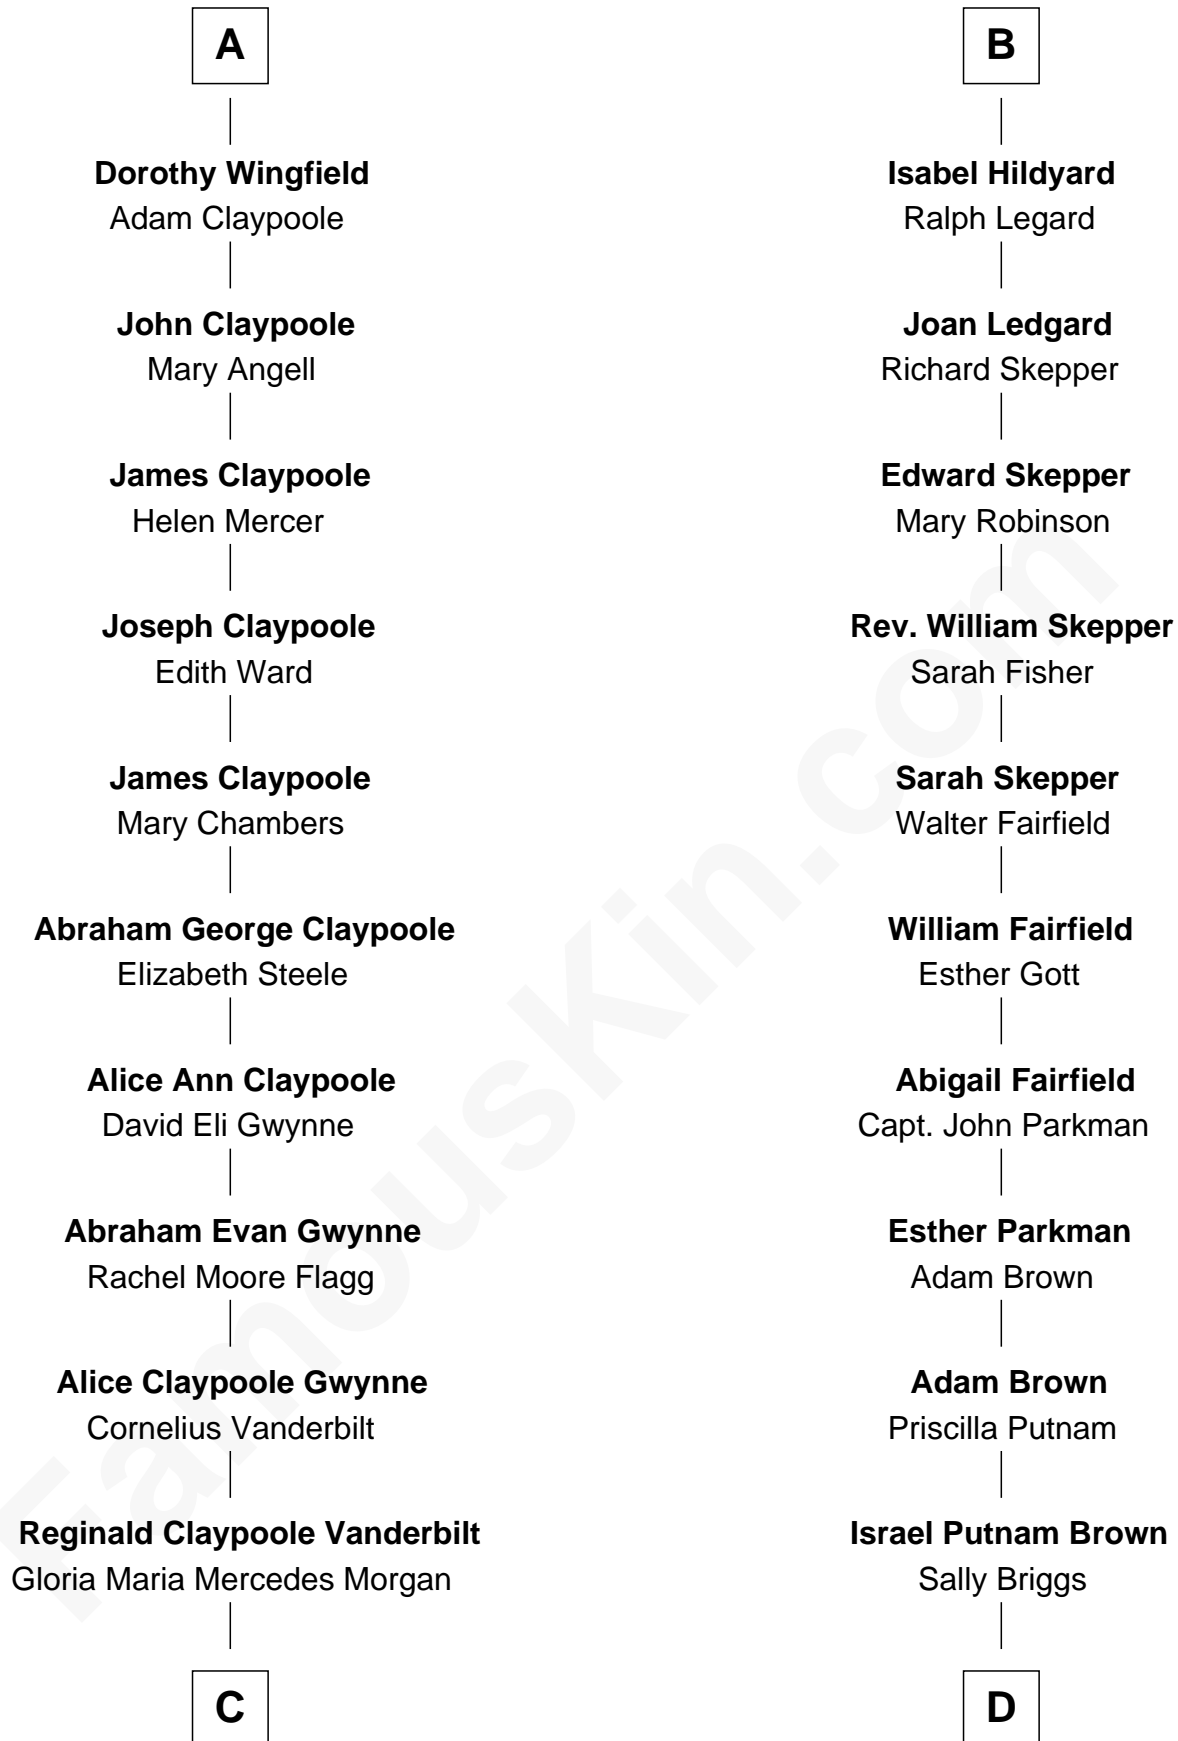 A
Dorothy Wingfield
Adam Claypoole
John Claypoole
Mary Angell
James Claypoole
Helen Mercer
Joseph Claypoole
Edith Ward
James Claypoole
Mary Chambers
Abraham George Claypoole
Elizabeth Steele
Alice Ann Claypoole
David Eli Gwynne
Abraham Evan Gwynne
Rachel Moore Flagg
Alice Claypoole Gwynne
Cornelius Vanderbilt
Reginald Claypoole Vanderbilt
Gloria Maria Mercedes Morgan
C
B
Isabel Hildyard
Ralph Legard
Joan Ledgard
Richard Skepper
Edward Skepper
Mary Robinson
Rev. William Skepper
Sarah Fisher
Sarah Skepper
Walter Fairfield
William Fairfield
Esther Gott
Abigail Fairfield
Capt. John Parkman
Esther Parkman
Adam Brown
Adam Brown
Priscilla Putnam
Israel Putnam Brown
Sally Briggs
D
FamousKin.com